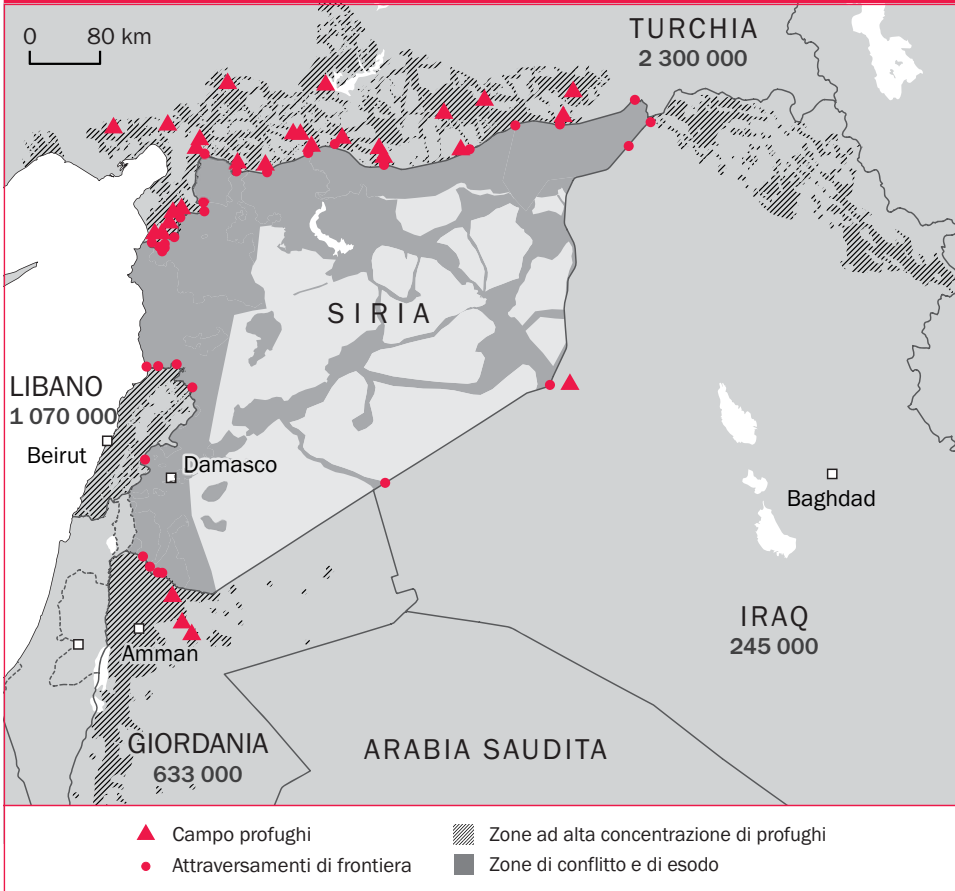 0 80 km
TURCHIA
2 300 000
SIRIA
LIBANO
1 070 000
Beirut
Damasco
Baghdad
IRAQ
245 000
Amman
GIORDANIA
633 000
ARABIA SAUDITA
Campo profughi
Zone ad alta concentrazione di profughi
Attraversamenti di frontiera
Zone di conflitto e di esodo